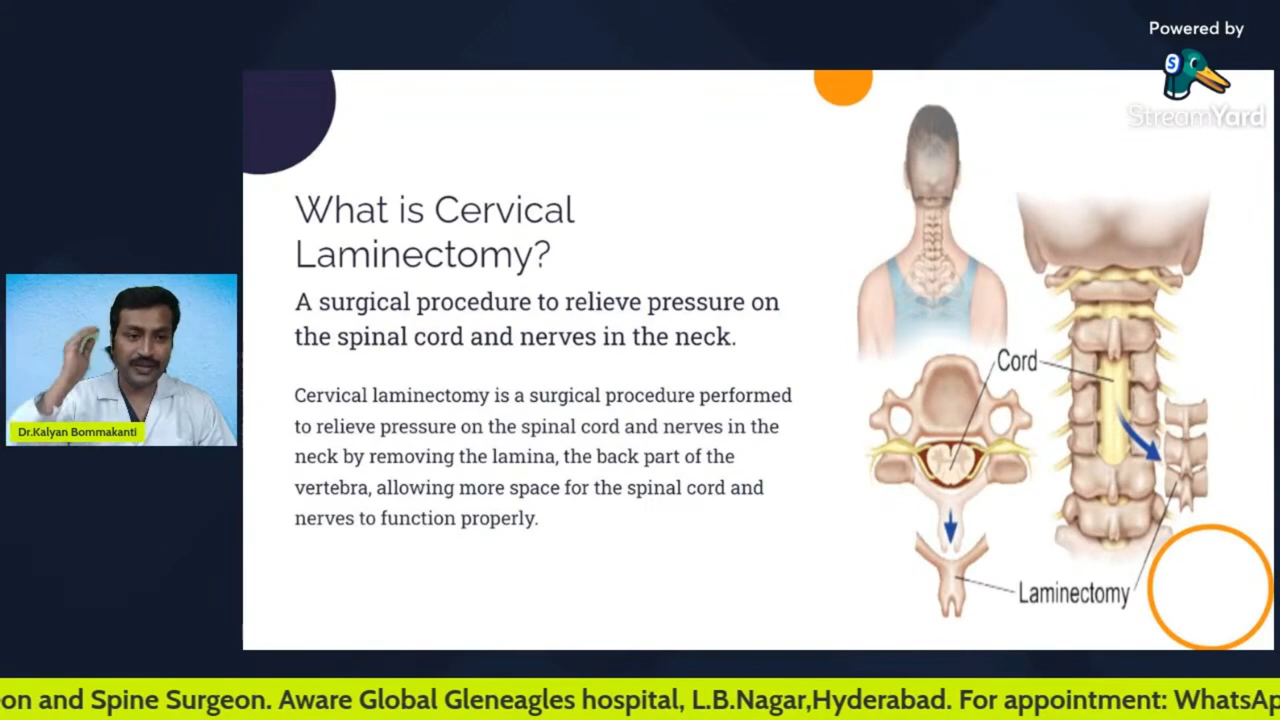 Powered by
S
StreamYard
What is Cervical
Laminectomy?
A surgical procedure to relieve pressure on
the spinal cord and nerves in the neck.
Cervical laminectomy is a surgical procedure performed
to relieve pressure on the spinal cord and nerves in the
neck by removing the lamina, the back part of the
vertebra, allowing more space for the spinal cord and
nerves to function properly.
Cord
Laminectomy
Dr.Kalyan Bommakanti
on and Spine Surgeon. Aware Global Gleneagles hospital, L.B.Nagar,Hyderabad. For appointment: WhatsAp